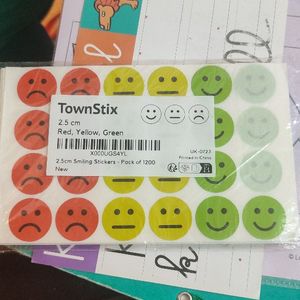 TownStix
2.5 cm
Red, Yellow, Green
X000UGS4YL
2.5cm Smiling Stickers - Pack of 1200
New
UK-0723
Printed in China
k